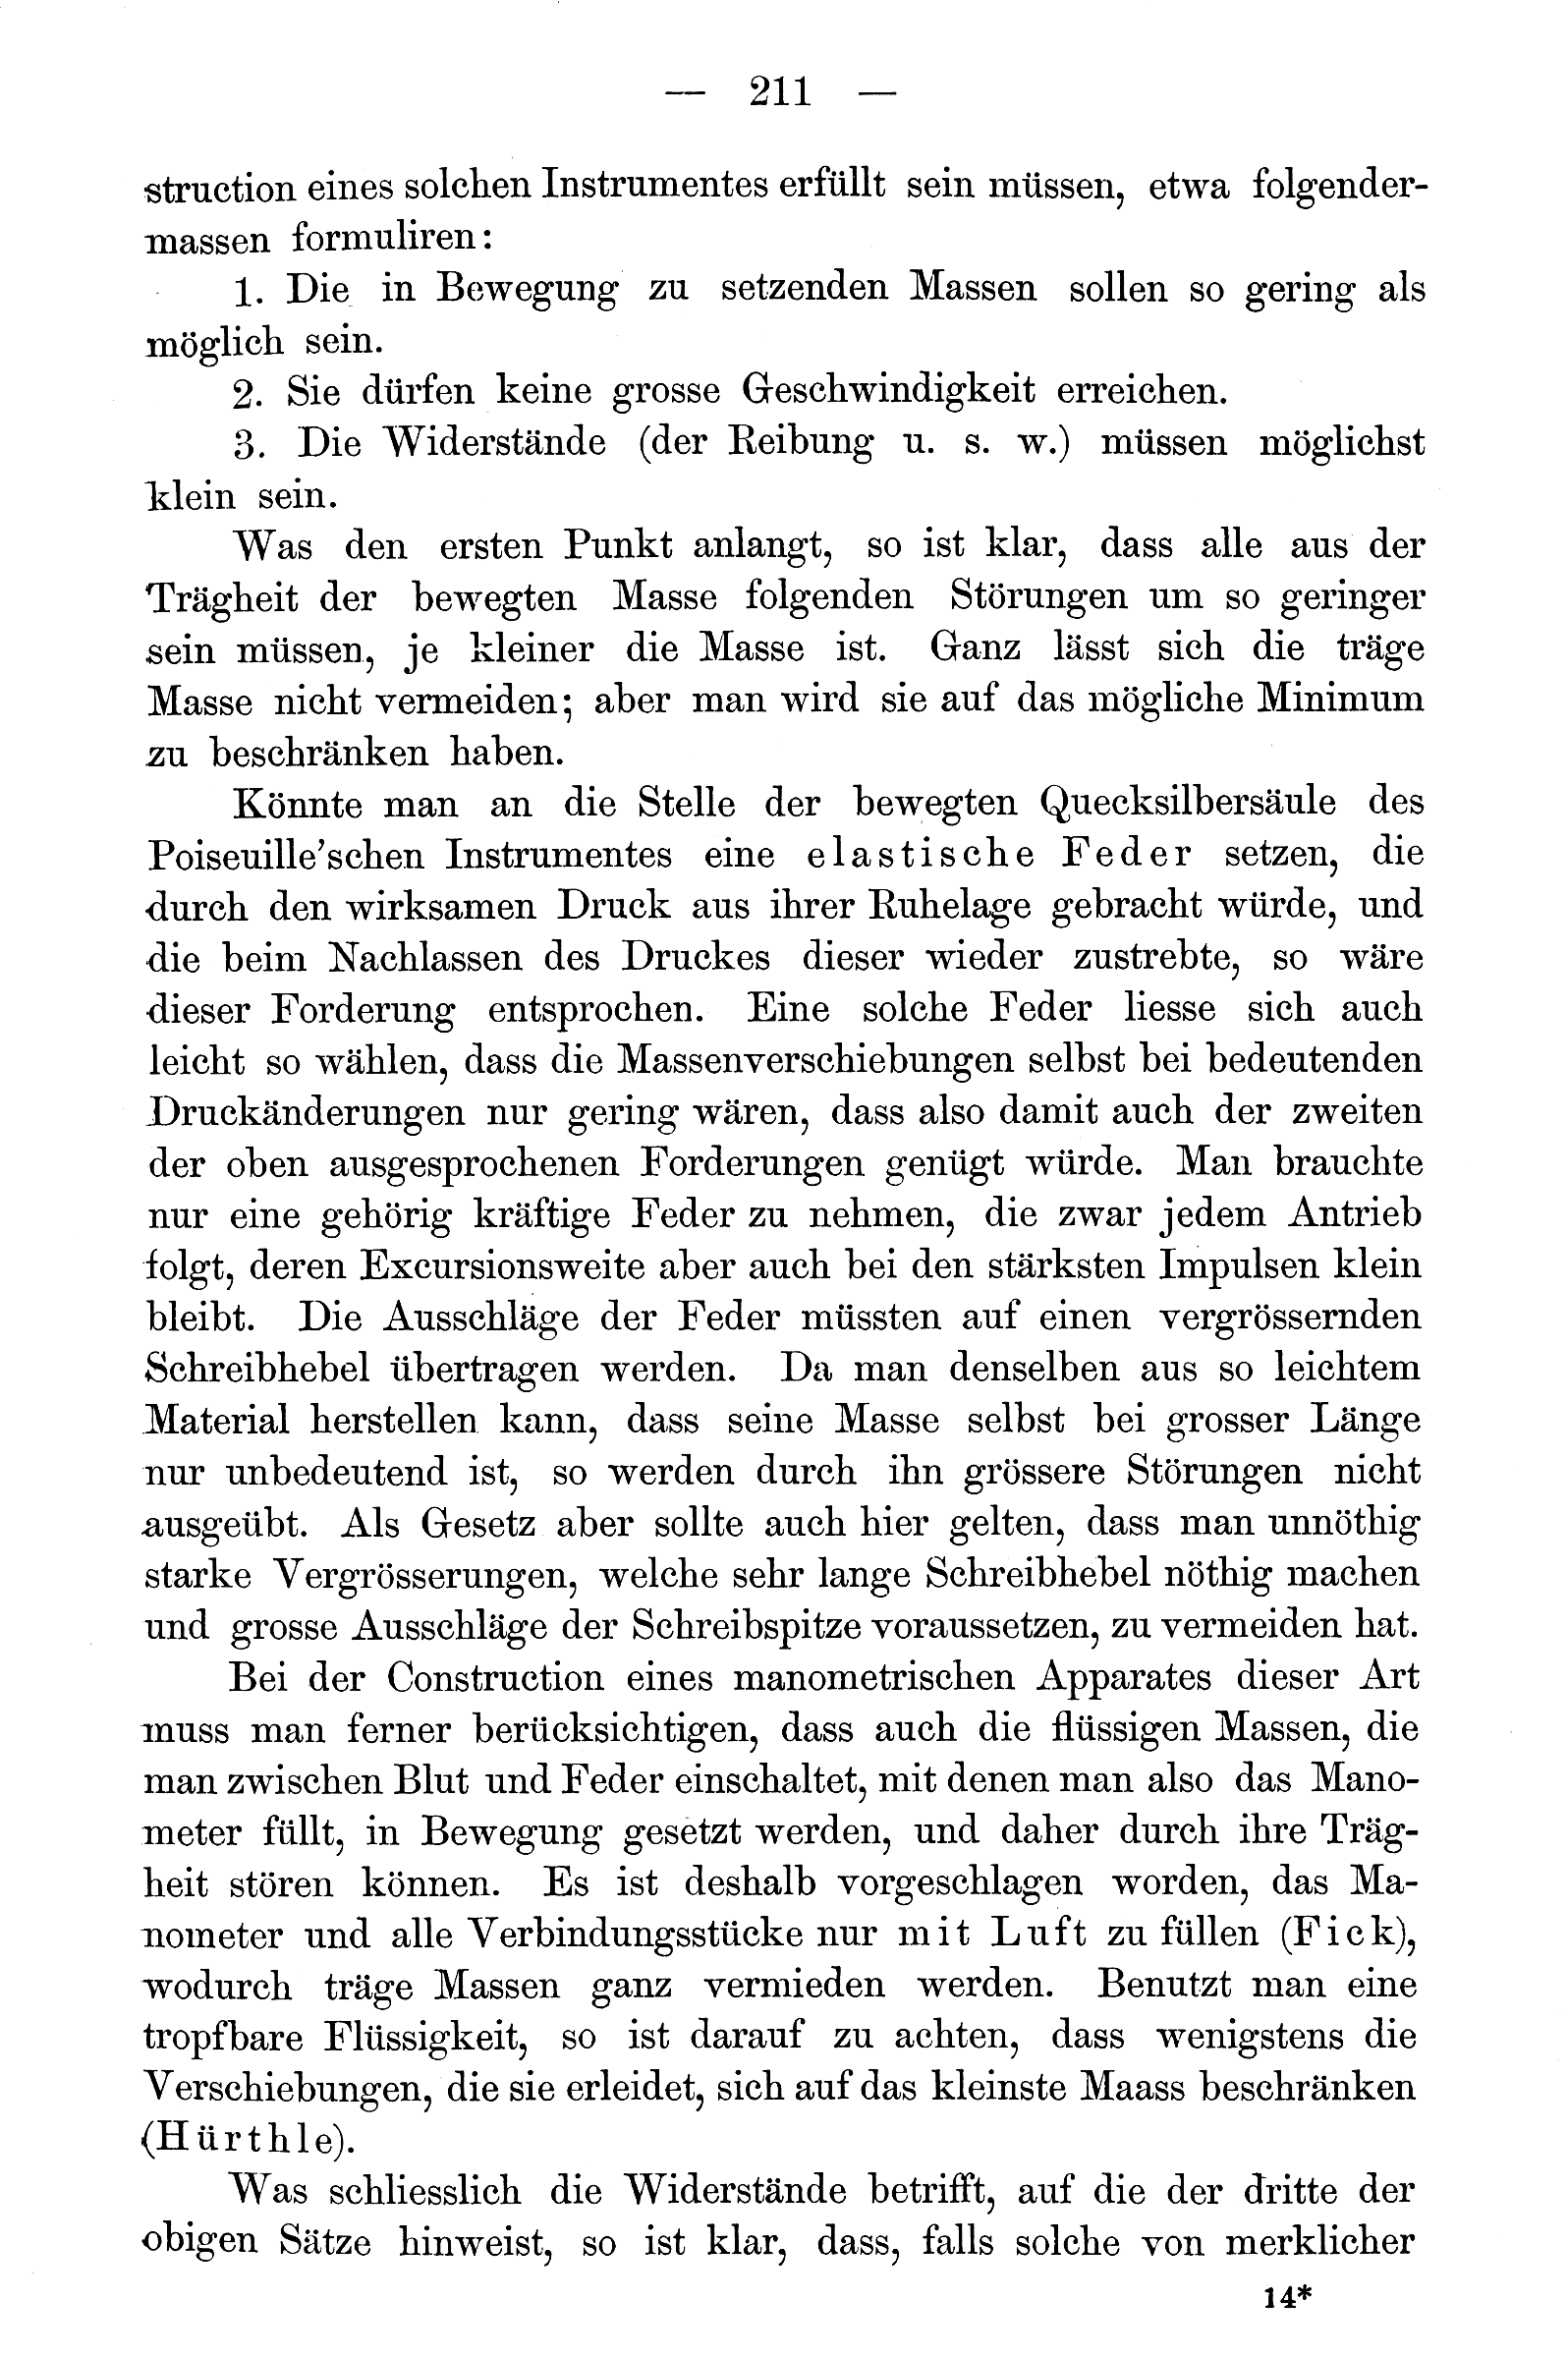 — 211 —
struction eines solchen Instrumentes erfüllt sein müssen, etwa folgender-
massen formuliren:
1. Die in Bewegung zu setzenden Massen sollen so gering als
möglich sein.
2. Sie dürfen keine grosse Geschwindigkeit erreichen.
3. Die Widerstände (der Reibung u. s. w.) müssen möglichst
klein sein.
Was den ersten Punkt anlangt, so ist klar, dass alle aus der
Trägheit der bewegten Masse folgenden Störungen um so geringer
sein müssen, je kleiner die Masse ist. Ganz lässt sich die träge
Masse nicht vermeiden; aber man wird sie auf das mögliche Minimum
zu beschränken haben.
Könnte man an die Stelle der bewegten Quecksilbersäule des
Poiseuille'schen Instrumentes eine elastische Feder setzen, die
durch den wirksamen Druck aus ihrer Ruhelage gebracht würde, und
die beim Nachlassen des Druckes dieser wieder zustrebte, so wäre
dieser Forderung entsprochen. Eine solche Feder liesse sich auch
leicht so wählen, dass die Massenverschiebungen selbst bei bedeutenden
Druckänderungen nur gering wären, dass also damit auch der zweiten
der oben ausgesprochenen Forderungen genügt würde. Man brauchte
nur eine gehörig kräftige Feder zu nehmen, die zwar jedem Antrieb
folgt, deren Excursionsweite aber auch bei den stärksten Impulsen klein
bleibt. Die Ausschläge der Feder müssten auf einen vergrössernden
Schreibhebel übertragen werden. Da man denselben aus so leichtem
Material herstellen kann, dass seine Masse selbst bei grosser Länge
nur unbedeutend ist, so werden durch ihn grössere Störungen nicht
ausgeübt. Als Gesetz aber sollte auch hier gelten, dass man unnöthig
starke Vergrösserungen, welche sehr lange Schreibhebel nöthig machen
und grosse Ausschläge der Schreibspitze voraussetzen, zu vermeiden hat.
Bei der Construction eines manometrischen Apparates dieser Art
muss man ferner berücksichtigen, dass auch die flüssigen Massen, die
man zwischen Blut und Feder einschaltet, mit denen man also das Mano-
meter füllt, in Bewegung gesetzt werden, und daher durch ihre Träg-
heit stören können. Es ist deshalb vorgeschlagen worden, das Ma-
nometer und alle Verbindungsstücke nur mit Luft zu füllen (Fick),
wodurch träge Massen ganz vermieden werden. Benutzt man eine
tropfbare Flüssigkeit, so ist darauf zu achten, dass wenigstens die
Verschiebungen, die sie erleidet, sich auf das kleinste Maass beschränken
(Hürthle).
Was schliesslich die Widerstände betrifft, auf die der dritte der
obigen Sätze hinweist, so ist klar, dass, falls solche von merklicher
14*